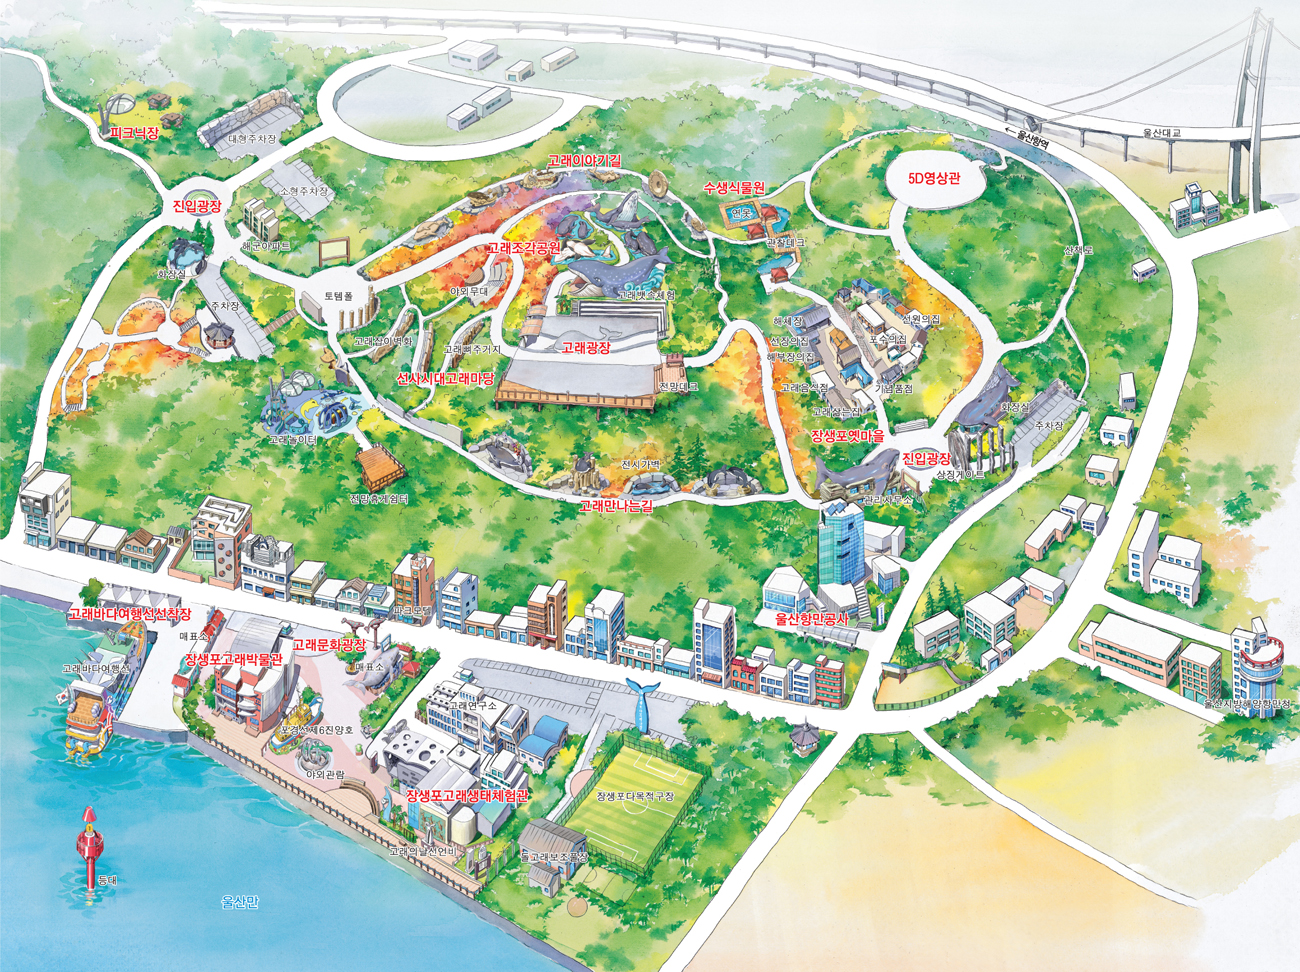 울산대교
← 울산항역
피크닉장
대형주차장
고래이야기길
5D영상관
수생식물원
소형주차장
진입광장
연못
해군아파트
고래조각공원
관찰데크
산책로
화장실
야외무대
고래뱃속체험
토템폴
주차장
해체장
선원의집
선장의집
포수의집
고래잡이벽화
고래뼈주거지
고래광장
해부장의집
선사시대고래마당
전망데크
고래음식점
기념품점
고래삶는집
화장실
고래놀이터
주차장
장생포옛마을
진입광장
전시가벽
상징게이트
전망휴게쉼터
관리사무소
고래만나는길
고래바다여행선선착장
파크모텔
울산항만공사
매표소
고래문화광장
장생포고래박물관
고래바다여행선
매표소
고래연구소
울산지방해양항만청
포경선제6진양호
야외관람
장생포고래생태체험관
장생포다목적구장
고래의날선언비
돌고래보조풀장
등대
울산만